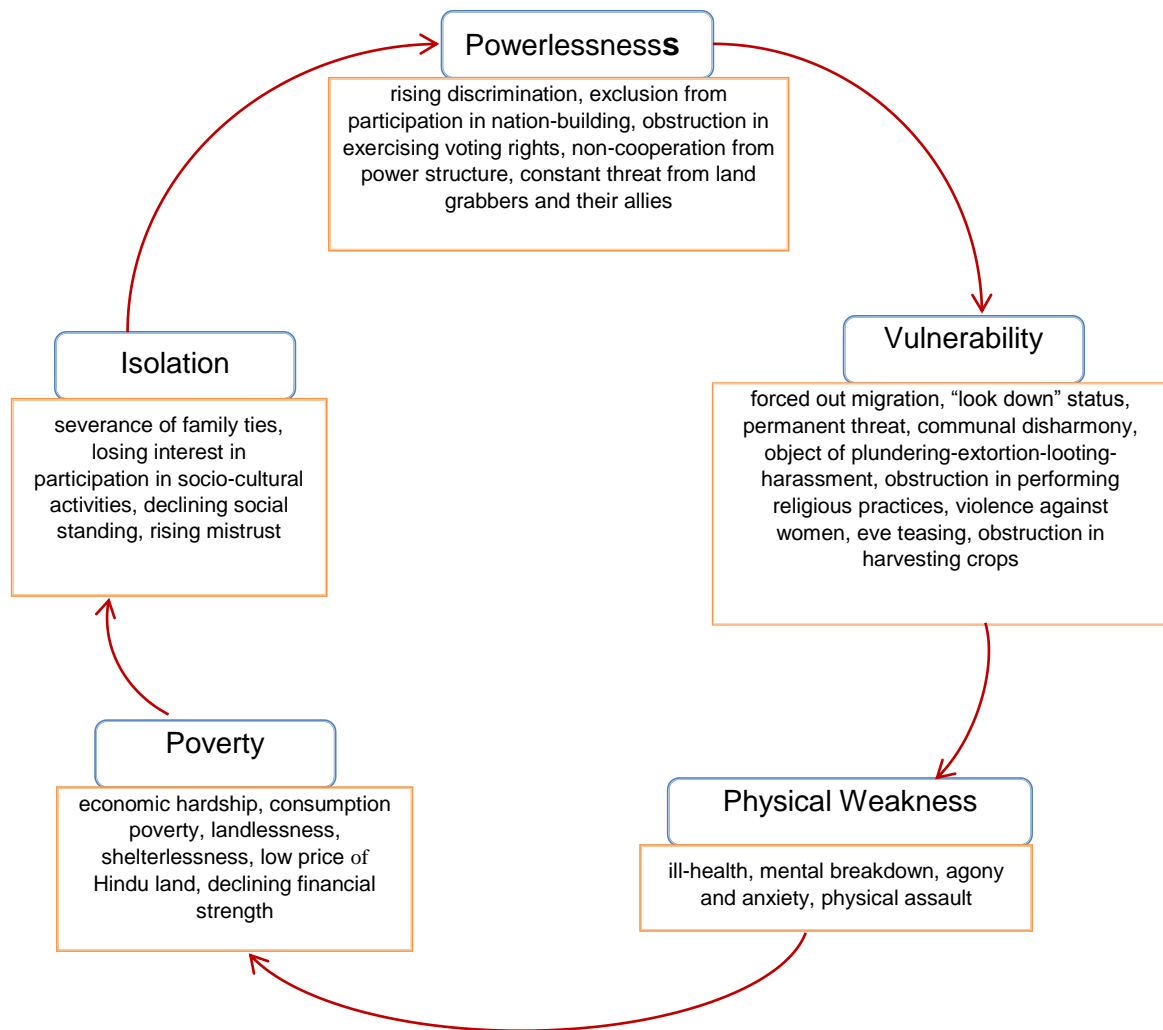 Powerlessnesss
rising discrimination, exclusion from
participation in nation-building, obstruction in
exercising voting rights, non-cooperation from
power structure, constant threat from land
grabbers and their allies
Vulnerability
forced out migration, “look down” status,
permanent threat, communal disharmony,
object of plundering-extortion-looting-
harassment, obstruction in performing
religious practices, violence against
women, eve teasing, obstruction in
harvesting crops
Isolation
severance of family ties,
losing interest in
participation in socio-cultural
activities, declining social
standing, rising mistrust
Poverty
economic hardship, consumption
poverty, landlessness,
shelterlessness, low price of
Hindu land, declining financial
strength
Physical Weakness
ill-health, mental breakdown, agony
and anxiety, physical assault